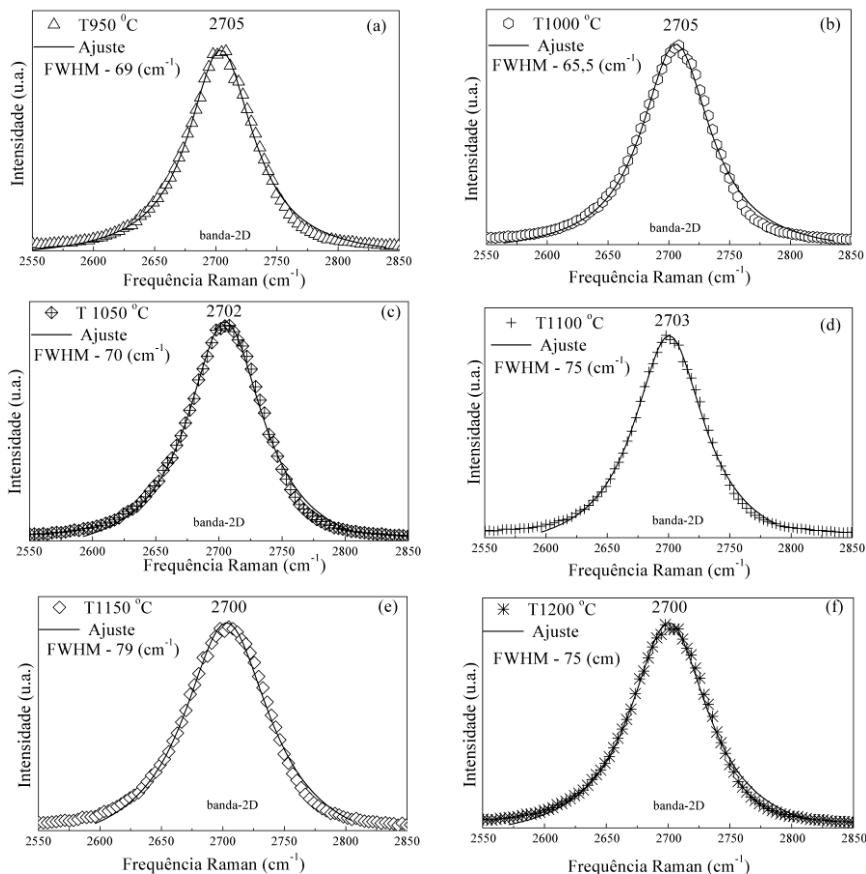 T950 ⁰C
2705
(a)
Ajuste
FWHM - 69 (cm⁻¹)
banda-2D
Intensidade (u.a.)
2550 2600 2650 2700 2750 2800 2850
Frequência Raman (cm⁻¹)
T1000 ⁰C
2705
(b)
Ajuste
FWHM - 65,5 (cm⁻¹)
banda-2D
Intensidade (u.a.)
2550 2600 2650 2700 2750 2800 2850
Frequência Raman (cm⁻¹)
T 1050 ⁰C
2702
(c)
Ajuste
FWHM - 70 (cm⁻¹)
banda-2D
Intensidade (u.a.)
2550 2600 2650 2700 2750 2800 2850
Frequência Raman (cm⁻¹)
T1100 ⁰C
2703
(d)
Ajuste
FWHM - 75 (cm⁻¹)
banda-2D
Intensidade (u.a.)
2550 2600 2650 2700 2750 2800 2850
Frequência Raman (cm⁻¹)
T1150 ⁰C
2700
(e)
Ajuste
FWHM - 79 (cm⁻¹)
banda-2D
Intensidade (u.a.)
2550 2600 2650 2700 2750 2800 2850
Frequência Raman (cm⁻¹)
T1200 ⁰C
2700
(f)
Ajuste
FWHM - 75 (cm)
banda-2D
Intensidade (u.a.)
2550 2600 2650 2700 2750 2800 2850
Frequência Raman (cm⁻¹)